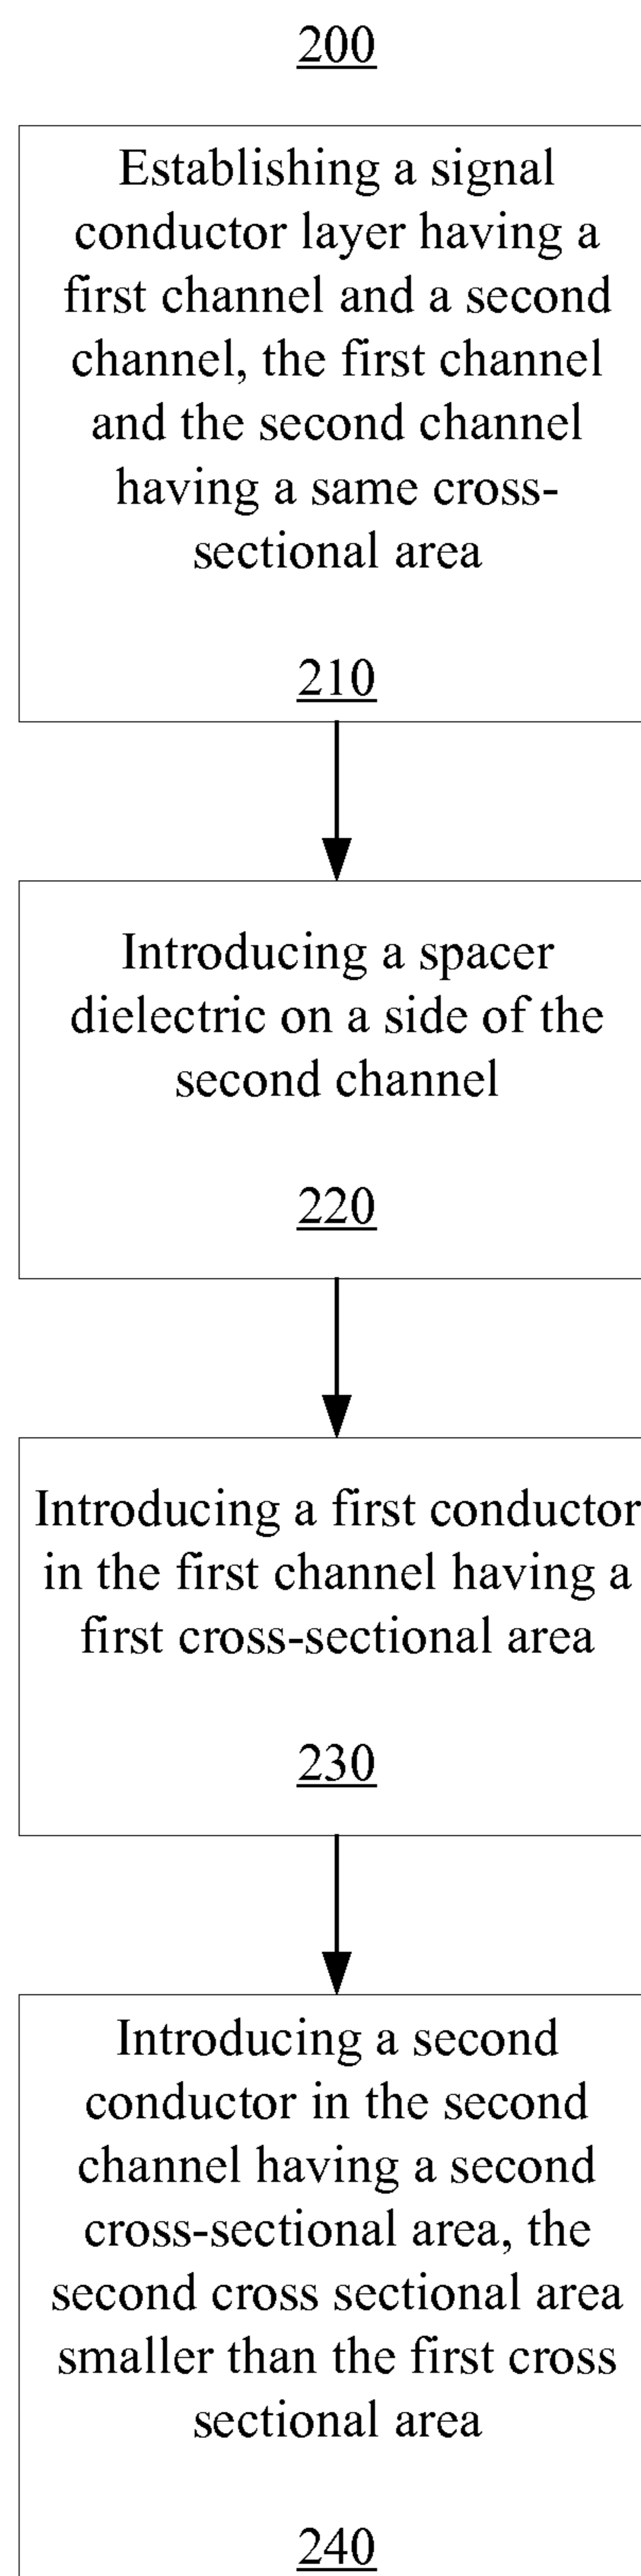 200
Establishing a signal
conductor layer having a
first channel and a second
channel, the first channel
and the second channel
having a same cross-
sectional area
210
Introducing a spacer
dielectric on a side of the
second channel
220
Introducing a first conductor
in the first channel having a
first cross-sectional area
230
Introducing a second
conductor in the second
channel having a second
cross-sectional area, the
second cross sectional area
smaller than the first cross
sectional area
240